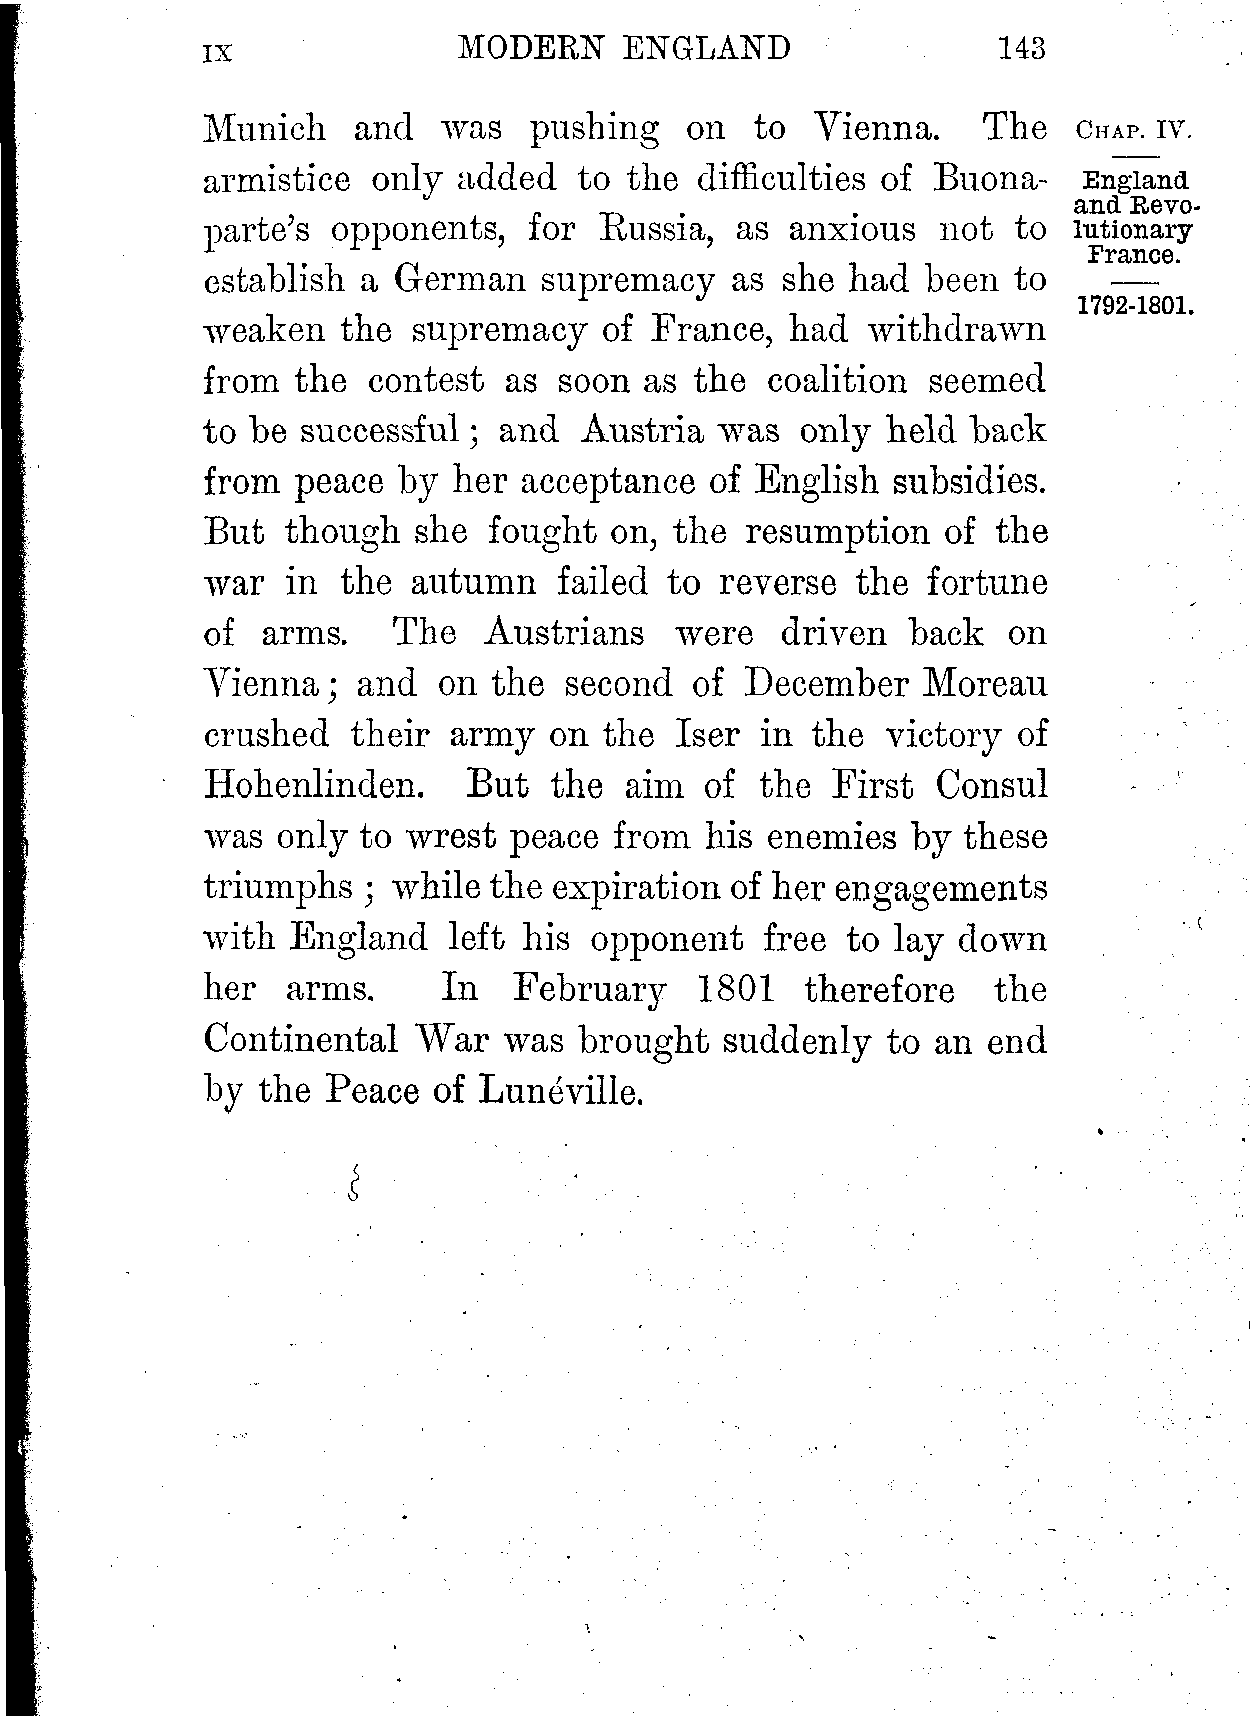 IX MODERN ENGLAND 143
Munich and was pushing on to Vienna. The
armistice only added to the difficulties of Buona-
parte's opponents, for Russia, as anxious not to
establish a German supremacy as she had been to
weaken the supremacy of France, had withdrawn
from the contest as soon as the coalition seemed
to be successful; and Austria was only held back
from peace by her acceptance of English subsidies.
But though she fought on, the resumption of the
war in the autumn failed to reverse the fortune
of arms. The Austrians were driven back on
Vienna; and on the second of December Moreau
crushed their army on the Iser in the victory of
Hohenlinden. But the aim of the First Consul
was only to wrest peace from his enemies by these
triumphs; while the expiration of her engagements
with England left his opponent free to lay down
her arms. In February 1801 therefore the
Continental War was brought suddenly to an end
by the Peace of Lunéville.
CHAP. IV.
England
and Revo-
lutionary
France.
1792-1801.